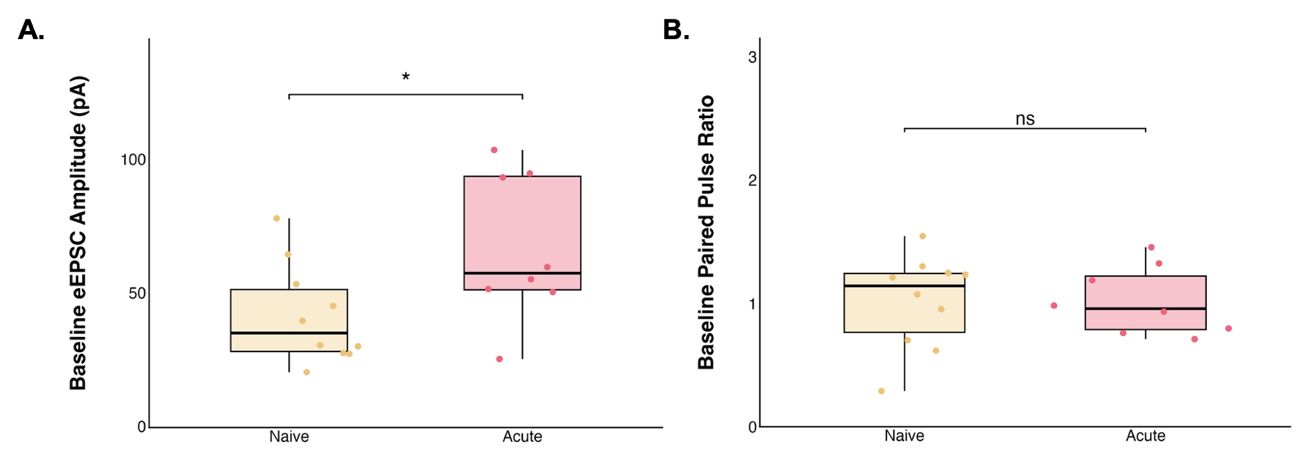 A.
Baseline eEPSC Amplitude (pA)
100
50
0
*
Naive
Acute
B.
Baseline Paired Pulse Ratio
3
2
1
0
ns
Naive
Acute